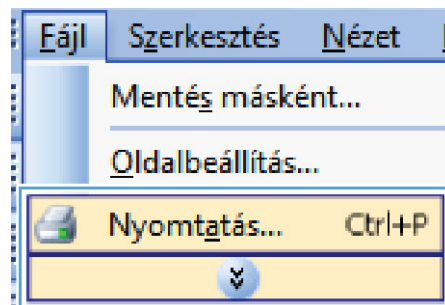 Fájl Szerkesztés Nézet
Mentés másként...
Oldalbeállítás...
Nyomtatás... Ctrl+P